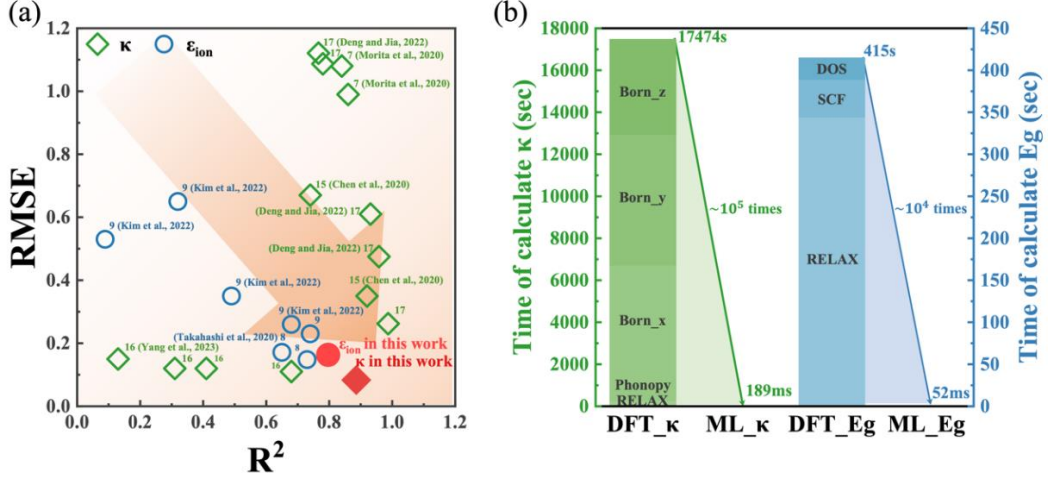 (a)
κ
ε_ion
17 (Deng and Jia, 2022)
17
7 (Morita et al., 2020)
7 (Morita et al., 2020)
15 (Chen et al., 2020)
9 (Kim et al., 2022)
(Deng and Jia, 2022) 17
9 (Kim et al., 2022)
(Deng and Jia, 2022) 17
9 (Kim et al., 2022)
15 (Chen et al., 2020)
9 (Kim et al., 2022)
17
9
(Takahashi et al., 2020) 8
8
ε_ion in this work
16 (Yang et al., 2023)
16
16
16
κ in this work
1.2
1.0
0.8
0.6
0.4
0.2
0.0
RMSE
0.0 0.2 0.4 0.6 0.8 1.0 1.2
R²
(b)
18000
16000
14000
12000
10000
8000
6000
4000
2000
0
Time of calculate κ (sec)
17474s
Born_z
Born_y
Born_x
Phonopy
RELAX
~10⁵ times
189ms
415s
DOS
SCF
RELAX
~10⁴ times
52ms
450
400
350
300
250
200
150
100
50
0
Time of calculate Eg (sec)
DFT_κ ML_κ DFT_Eg ML_Eg